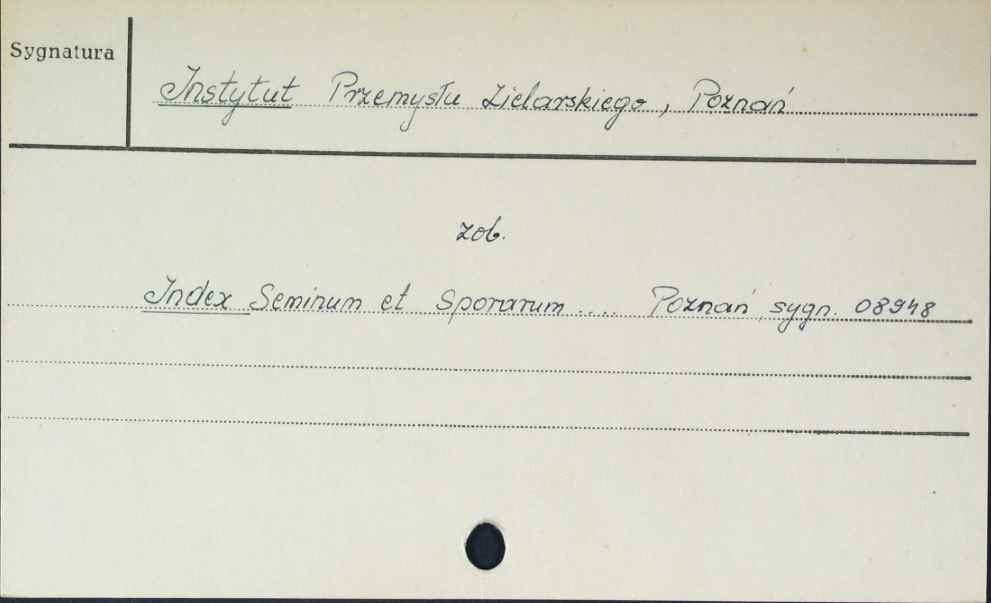 Sygnatura
Instytut Przemysłu Zielarskiego, Poznań
zob.
Index Seminum et Sporarum .... Poznań, sygn. 08948